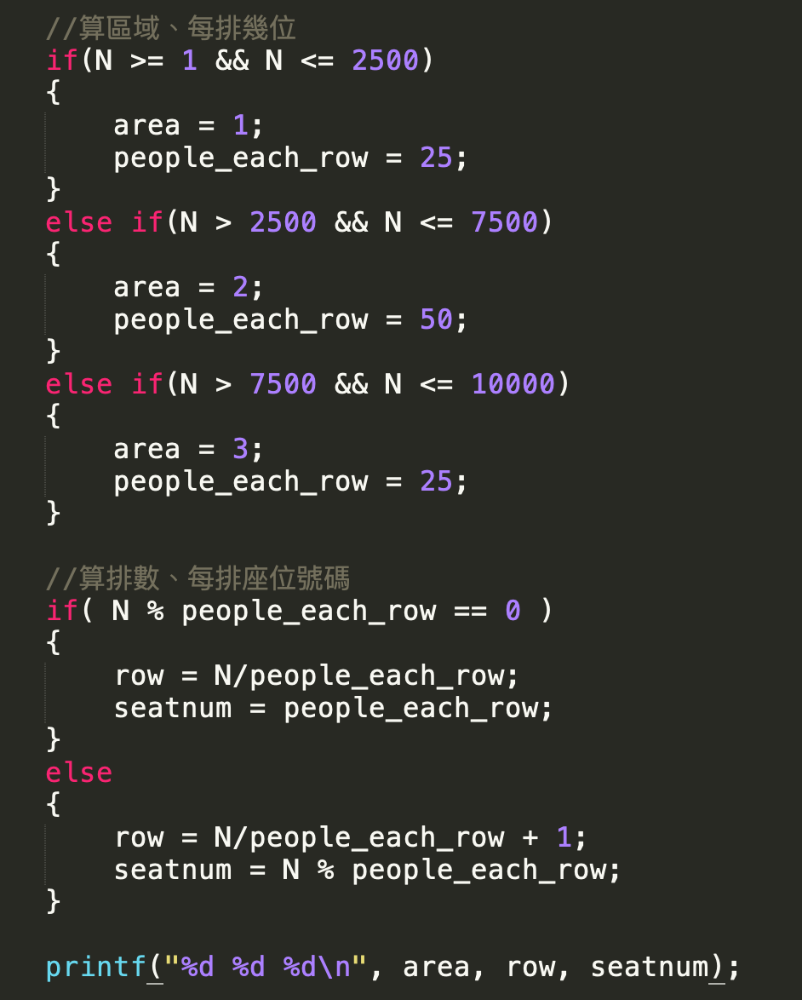 //算區域、每排幾位
if(N >= 1 && N <= 2500)
{
    area = 1;
    people_each_row = 25;
}
else if(N > 2500 && N <= 7500)
{
    area = 2;
    people_each_row = 50;
}
else if(N > 7500 && N <= 10000)
{
    area = 3;
    people_each_row = 25;
}

//算排數、每排座位號碼
if( N % people_each_row == 0 )
{
    row = N/people_each_row;
    seatnum = people_each_row;
}
else
{
    row = N/people_each_row + 1;
    seatnum = N % people_each_row;
}

printf("%d %d %d\n", area, row, seatnum);